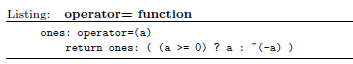 Listing: operator= function
ones: operator=(a)
return ones: ( (a >= 0) ? a : ~(-a) )